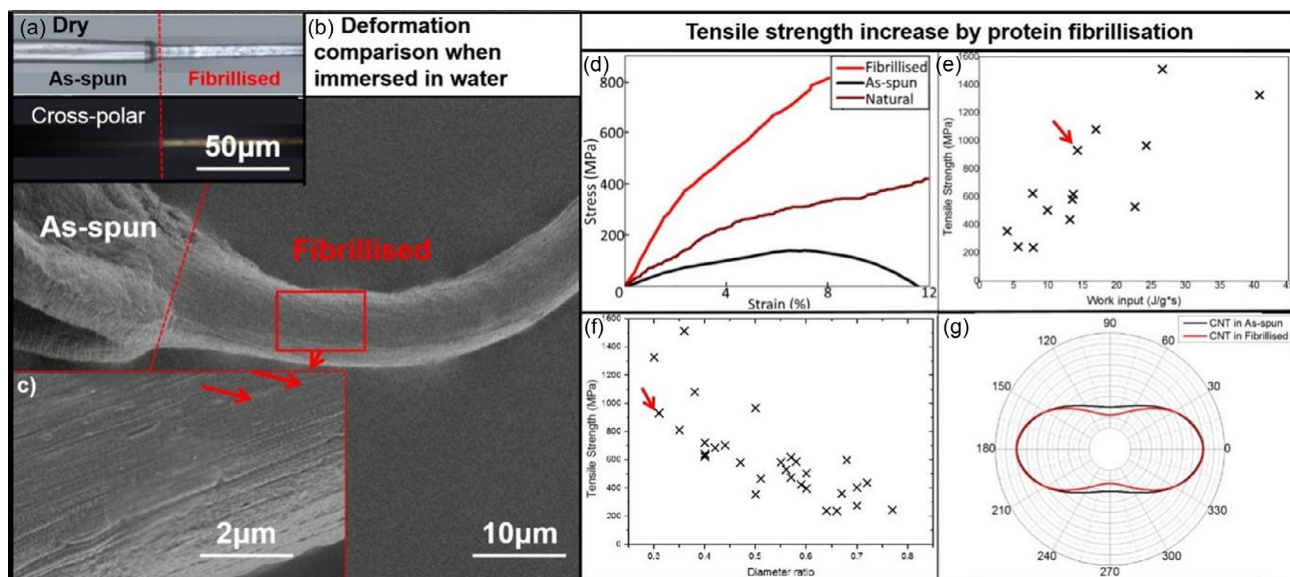 (a) Dry
As-spun Fibrillised
Cross-polar
50µm
(b) Deformation
comparison when
immersed in water
As-spun
Fibrillised
10µm
c)
2µm
Tensile strength increase by protein fibrillisation
(d)
Fibrillised
As-spun
Natural
Stress (MPa)
800
600
400
200
0
0 4 8 12
Strain (%)
(e)
Tensile Strength (MPa)
1600
1400
1200
1000
800
600
400
200
0
0 5 10 15 20 25 30 35 40 45
Work input (J/g*s)
(f)
Tensile Strength (MPa)
1600
1400
1200
1000
800
600
400
200
0
0.3 0.4 0.5 0.6 0.7 0.8
Diameter ratio
(g)
CNT in As-spun
CNT in Fibrillised
90
120 60
150 30
180 0
210 330
240 300
270